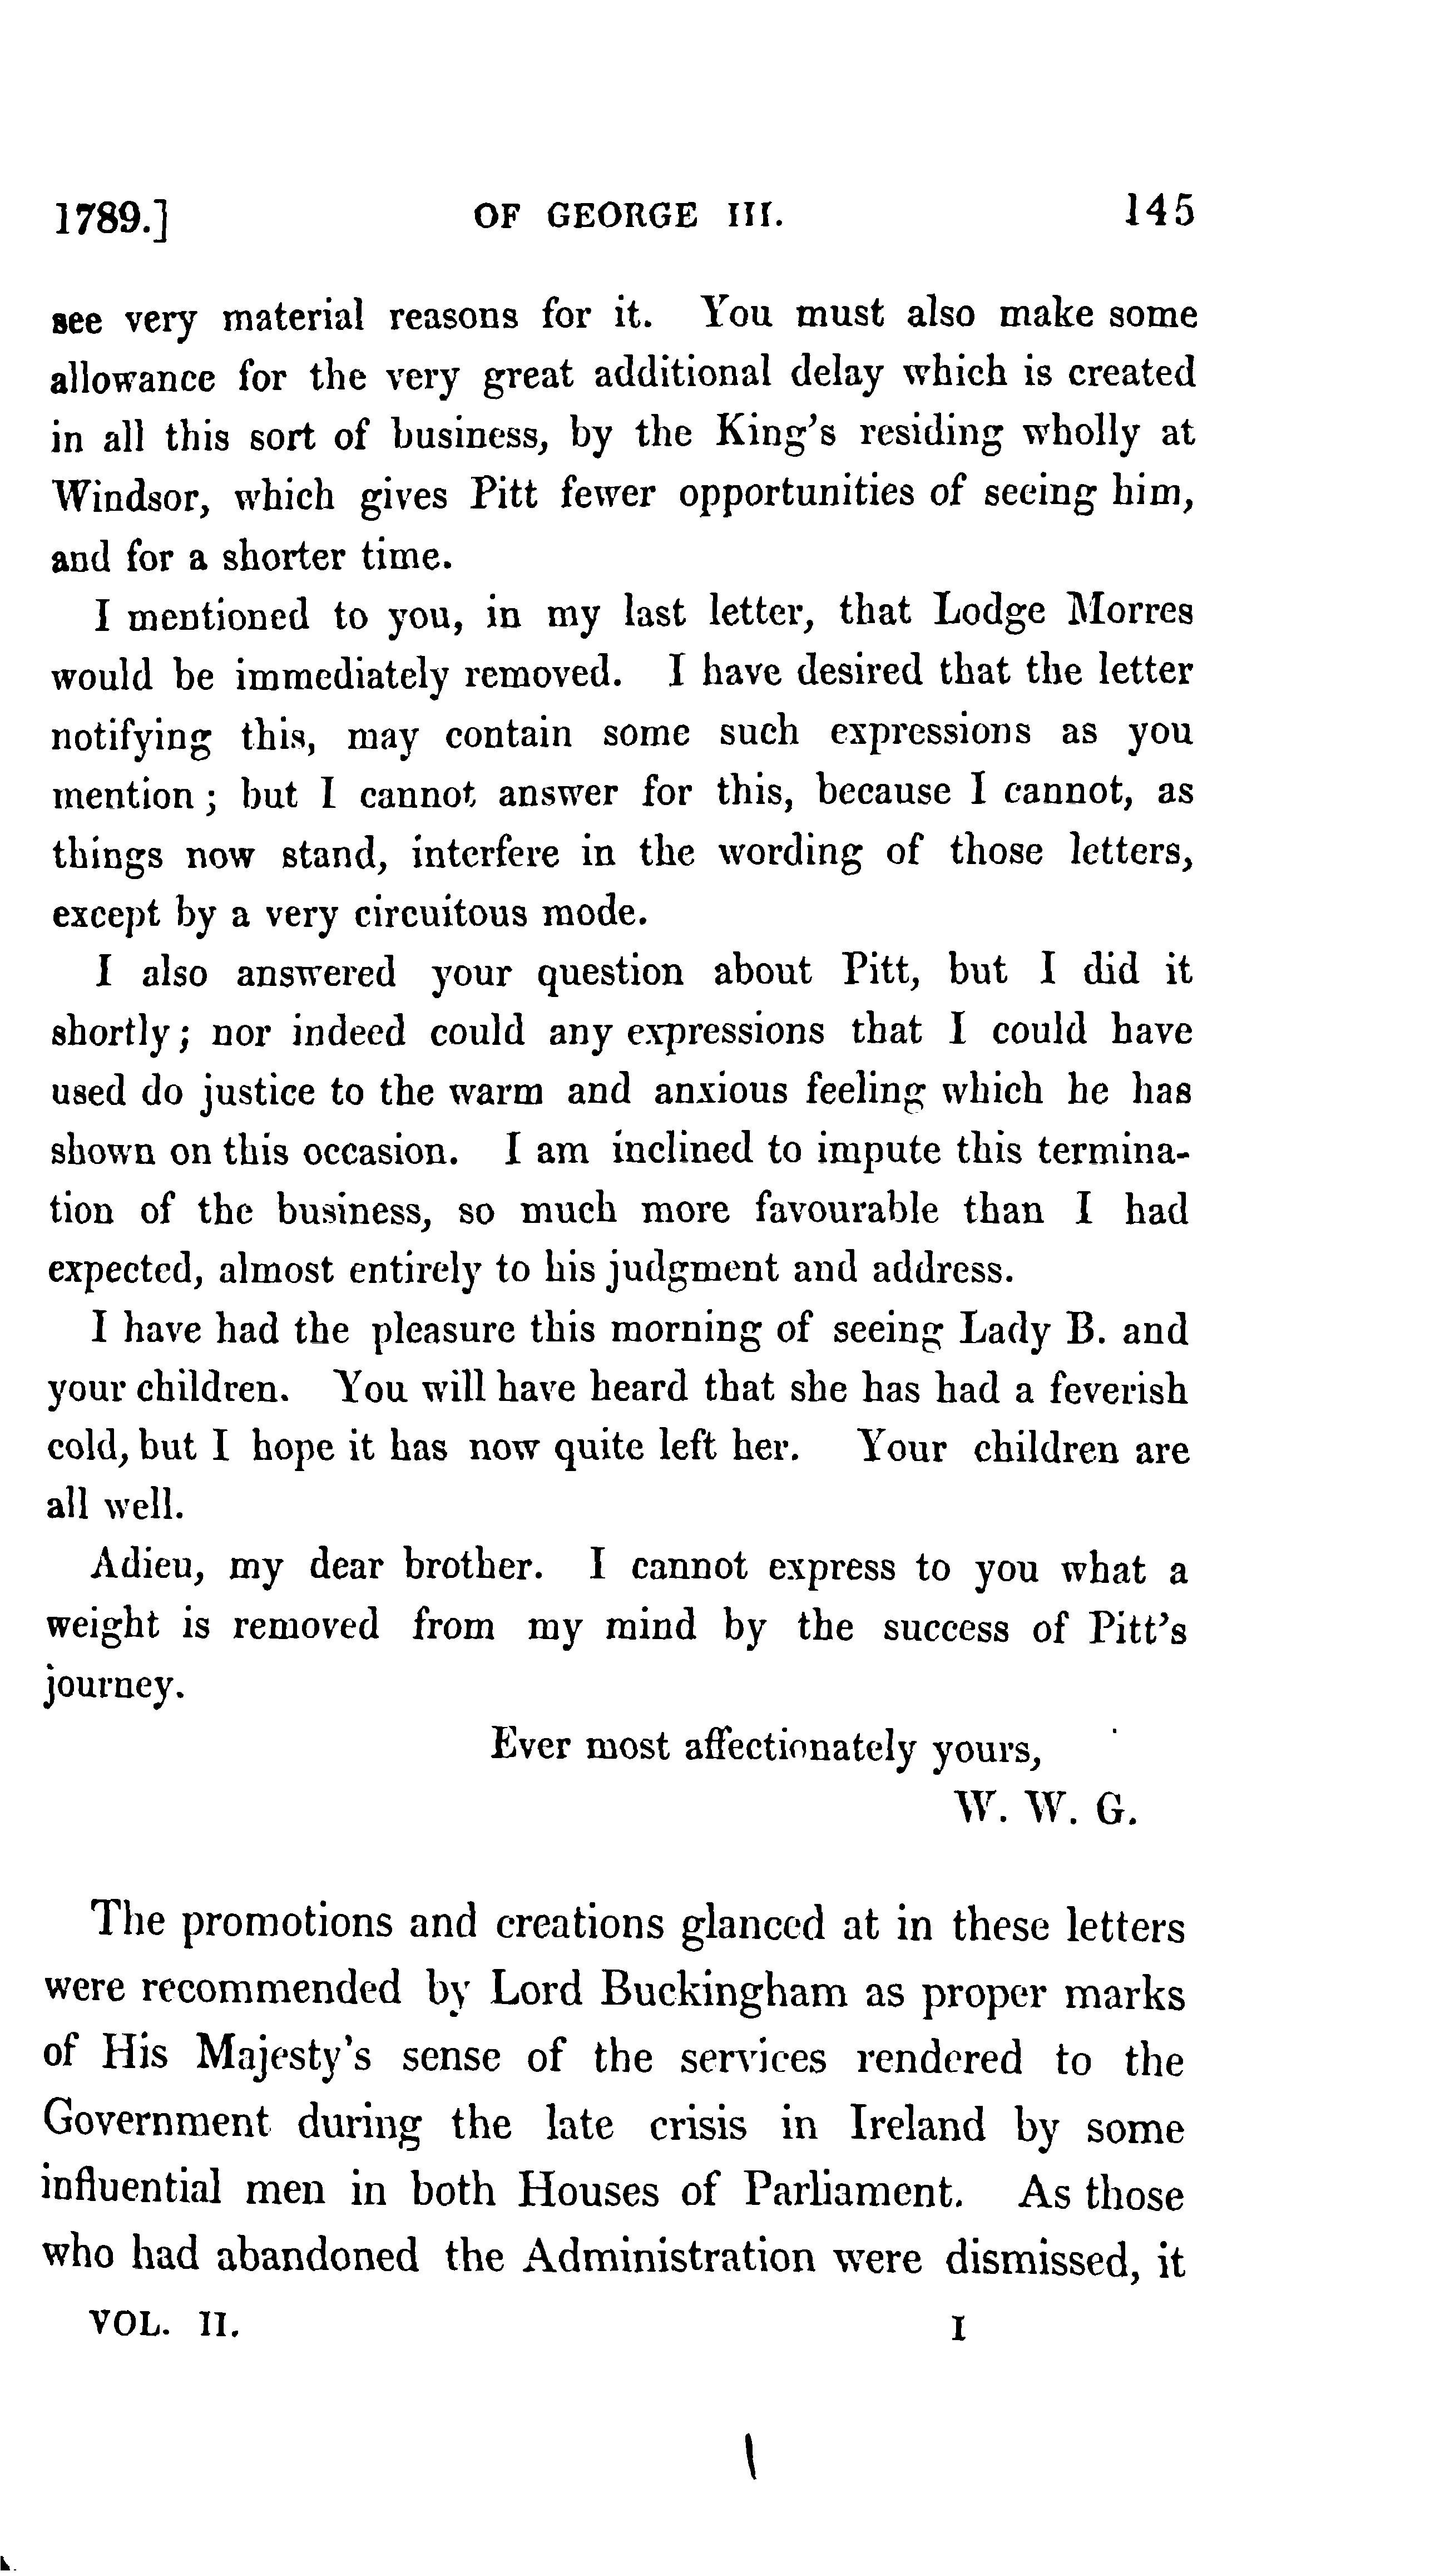 1789.] OF GEORGE III. 145
see very material reasons for it. You must also make some
allowance for the very great additional delay which is created
in all this sort of business, by the King's residing wholly at
Windsor, which gives Pitt fewer opportunities of seeing him,
and for a shorter time.
I mentioned to you, in my last letter, that Lodge Morres
would be immediately removed. I have desired that the letter
notifying this, may contain some such expressions as you
mention; but I cannot answer for this, because I cannot, as
things now stand, interfere in the wording of those letters,
except by a very circuitous mode.
I also answered your question about Pitt, but I did it
shortly; nor indeed could any expressions that I could have
used do justice to the warm and anxious feeling which he has
shown on this occasion. I am inclined to impute this termina-
tion of the business, so much more favourable than I had
expected, almost entirely to his judgment and address.
I have had the pleasure this morning of seeing Lady B. and
your children. You will have heard that she has had a feverish
cold, but I hope it has now quite left her. Your children are
all well.
Adieu, my dear brother. I cannot express to you what a
weight is removed from my mind by the success of Pitt's
journey.
Ever most affectionately yours,
W. W. G.
The promotions and creations glanced at in these letters
were recommended by Lord Buckingham as proper marks
of His Majesty's sense of the services rendered to the
Government during the late crisis in Ireland by some
influential men in both Houses of Parliament. As those
who had abandoned the Administration were dismissed, it
VOL. II. I